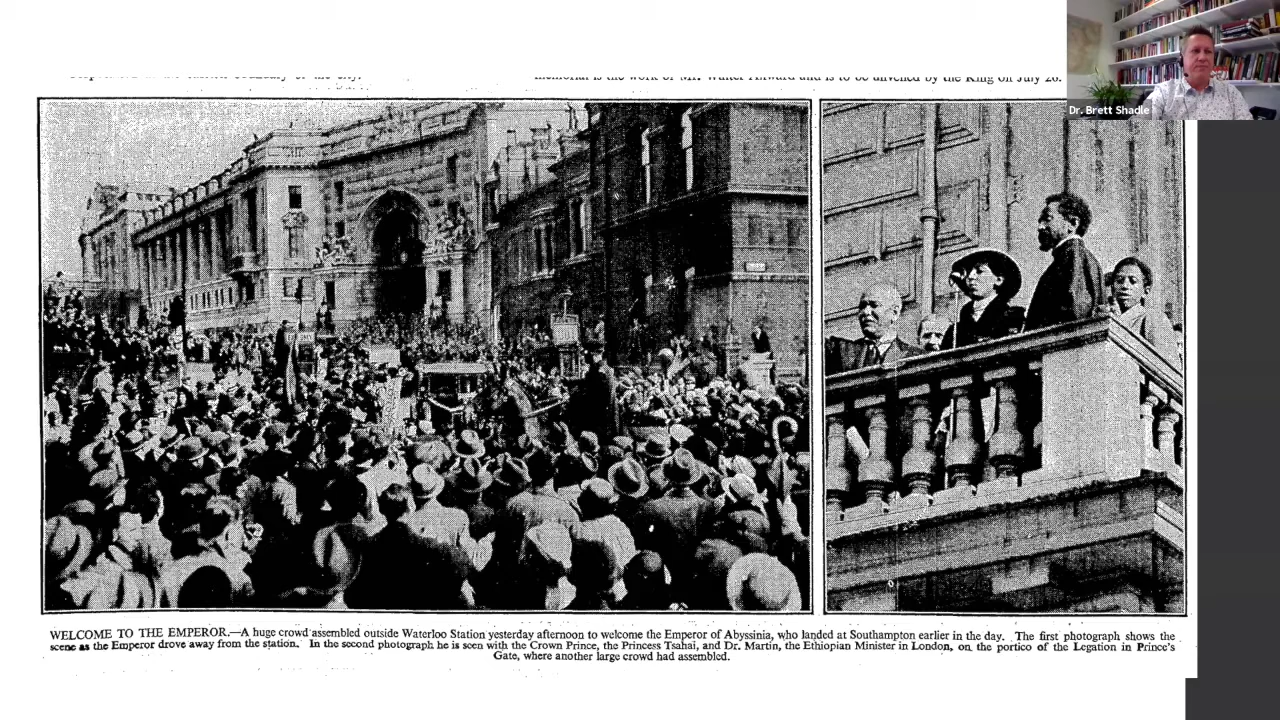 memorial is the work of Mr. Walter Allward and is to be unveiled by the King on July 26.
Dr. Brett Shadle
WELCOME TO THE EMPEROR.—A huge crowd assembled outside Waterloo Station yesterday afternoon to welcome the Emperor of Abyssinia, who landed at Southampton earlier in the day. The first photograph shows the
scene as the Emperor drove away from the station. In the second photograph he is seen with the Crown Prince, the Princess Tsahai, and Dr. Martin, the Ethiopian Minister in London, on the portico of the Legation in Prince's
Gate, where another large crowd had assembled.